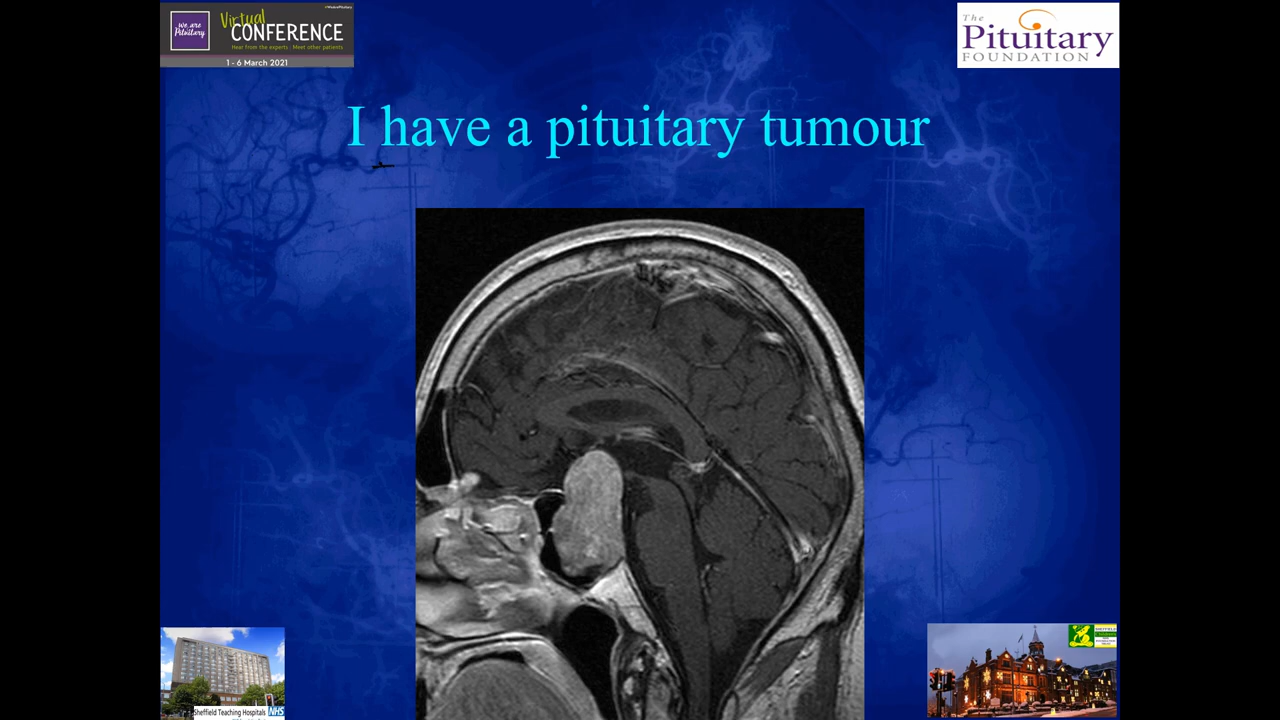 #WeArePituitary
we are
Pituitary
Virtual
CONFERENCE
Hear from the experts | Meet other patients
1 - 6 March 2021
The
Pituitary
FOUNDATION
I have a pituitary tumour
Sheffield Teaching Hospitals NHS